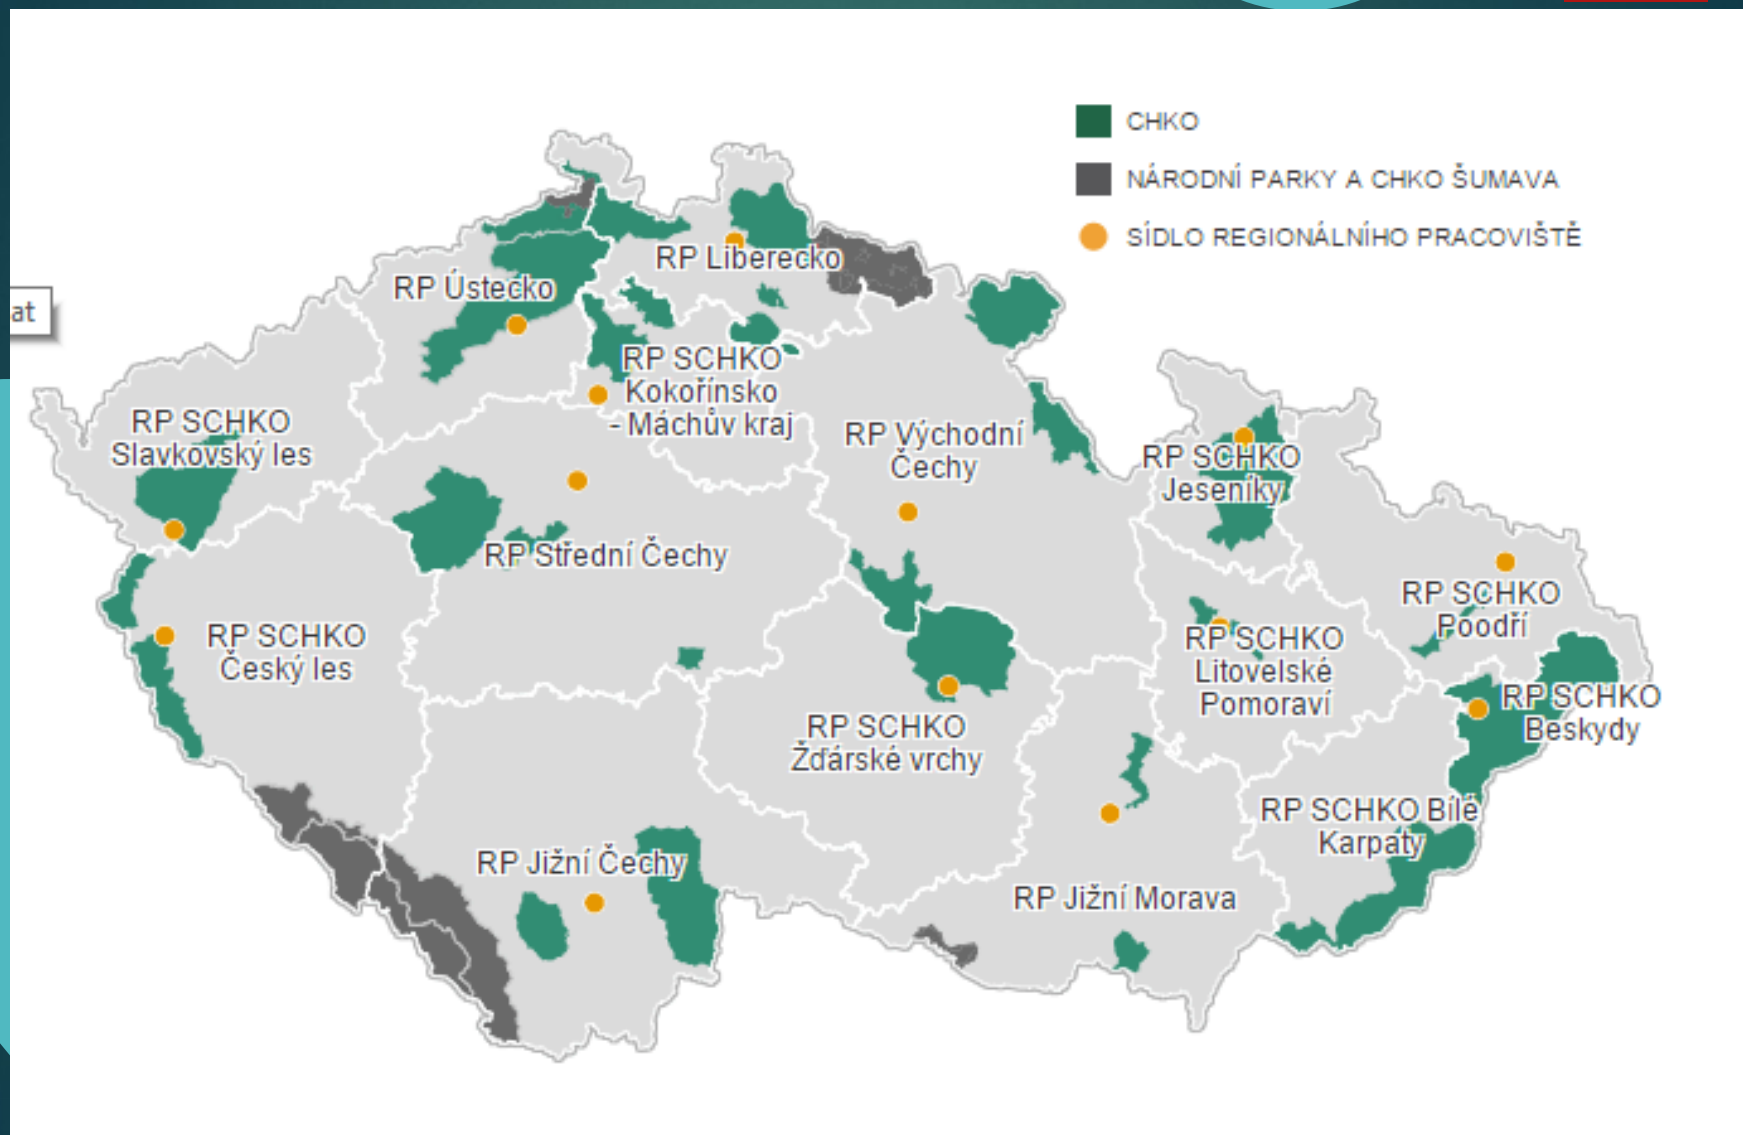 CHKO
NÁRODNÍ PARKY A CHKO ŠUMAVA
SÍDLO REGIONÁLNÍHO PRACOVIŠTĚ
at
RP Liberecko
RP Ústecko
RP SCHKO
Kokořínsko
- Máchův kraj
RP SCHKO
Slavkovský les
RP Východní
Čechy
RP SCHKO
Jeseníky
RP Střední Čechy
RP SCHKO
Poodří
RP SCHKO
Český les
RP SCHKO
Litovelské
Pomoraví
RP SCHKO
Beskydy
RP SCHKO
Žďárské vrchy
RP SCHKO Bílé
Karpaty
RP Jižní Čechy
RP Jižní Morava